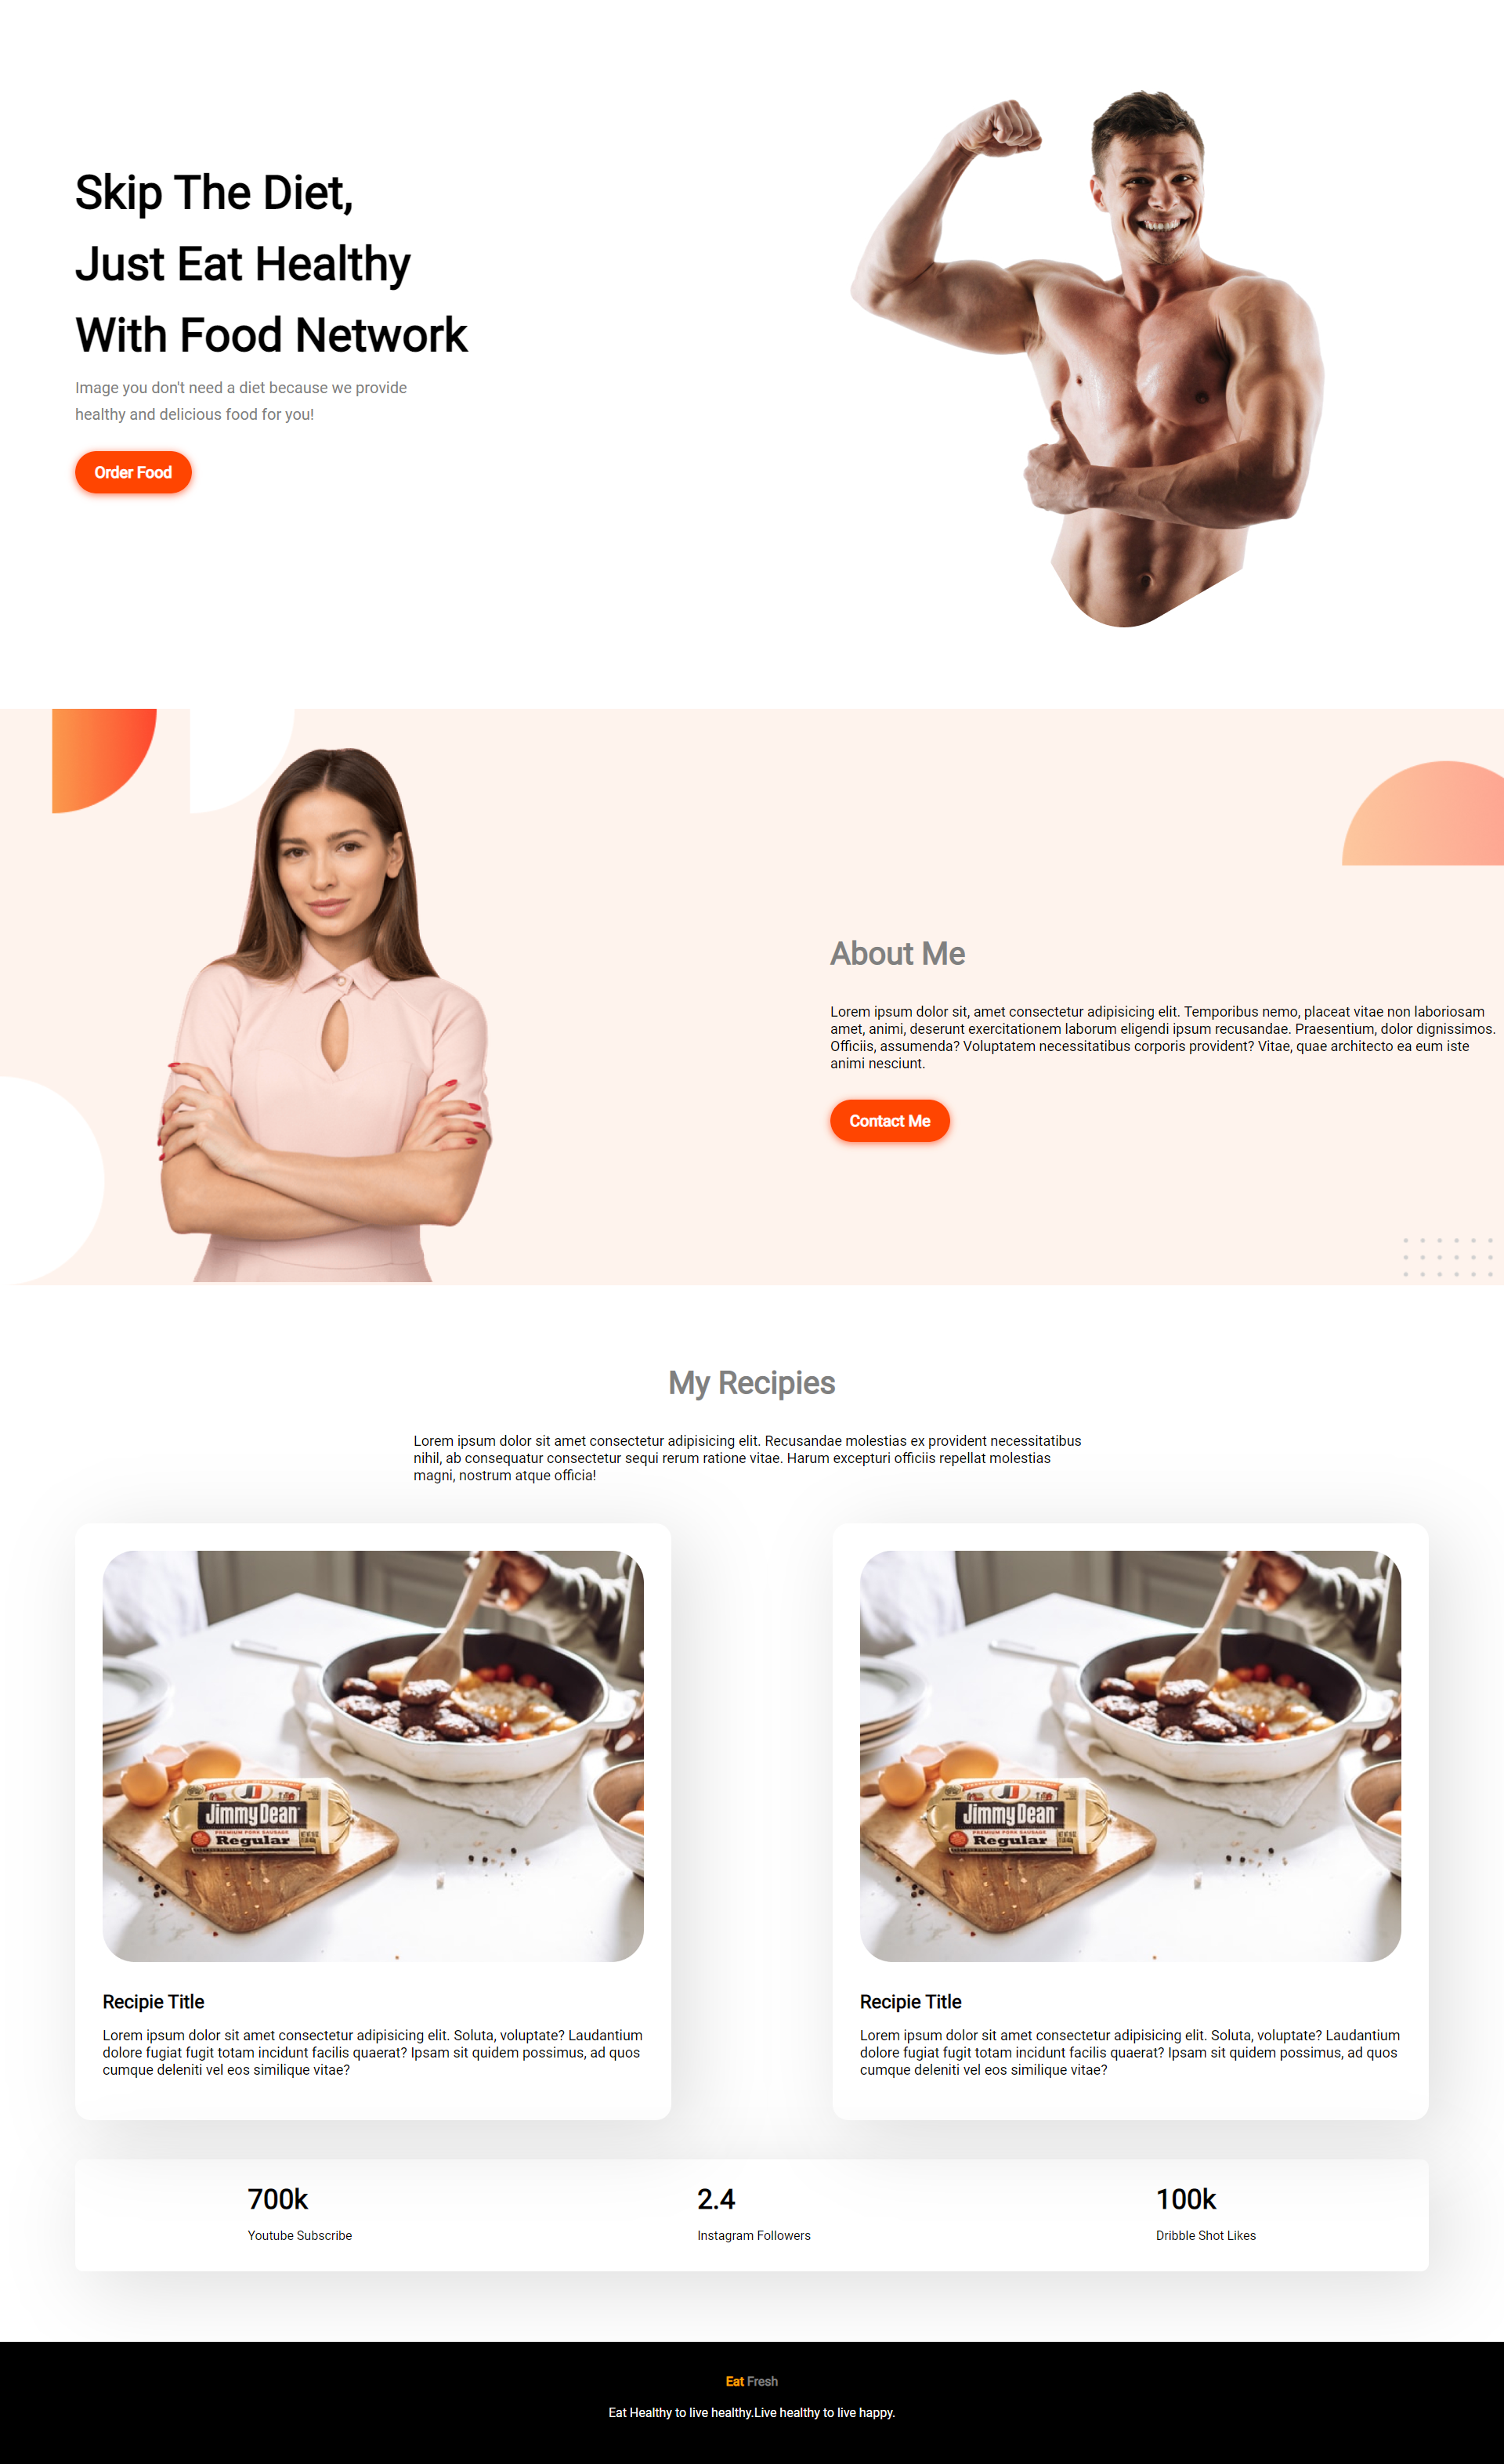 Skip The Diet,
Just Eat Healthy
With Food Network
Image you don't need a diet because we provide
healthy and delicious food for you!
Order Food
About Me
Lorem ipsum dolor sit, amet consectetur adipisicing elit. Temporibus nemo, placeat vitae non laboriosam
amet, animi, deserunt exercitationem laborum eligendi ipsum recusandae. Praesentium, dolor dignissimos.
Officiis, assumenda? Voluptatem necessitatibus corporis provident? Vitae, quae architecto ea eum iste
animi nesciunt.
Contact Me
My Recipies
Lorem ipsum dolor sit amet consectetur adipisicing elit. Recusandae molestias ex provident necessitatibus
nihil, ab consequatur consectetur sequi rerum ratione vitae. Harum excepturi officiis repellat molestias
magni, nostrum atque officia!
Jimmy Dean
PREMIUM PORK SAUSAGE
Regular
Recipie Title
Lorem ipsum dolor sit amet consectetur adipisicing elit. Soluta, voluptate? Laudantium
dolore fugiat fugit totam incidunt facilis quaerat? Ipsam sit quidem possimus, ad quos
cumque deleniti vel eos similique vitae?
Jimmy Dean
PREMIUM PORK SAUSAGE
Regular
Recipie Title
Lorem ipsum dolor sit amet consectetur adipisicing elit. Soluta, voluptate? Laudantium
dolore fugiat fugit totam incidunt facilis quaerat? Ipsam sit quidem possimus, ad quos
cumque deleniti vel eos similique vitae?
700k
Youtube Subscribe
2.4
Instagram Followers
100k
Dribble Shot Likes
Eat Fresh
Eat Healthy to live healthy.Live healthy to live happy.